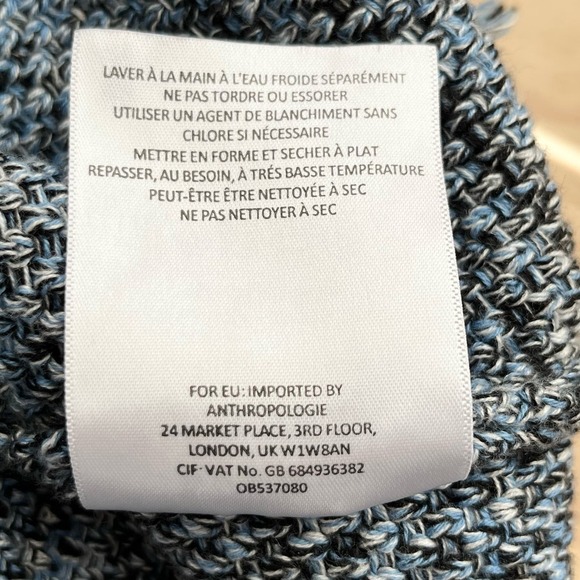 LAVER À LA MAIN À L'EAU FROIDE SÉPARÉMENT
NE PAS TORDRE OU ESSORER
UTILISER UN AGENT DE BLANCHIMENT SANS
CHLORE SI NÉCESSAIRE
METTRE EN FORME ET SECHER À PLAT
REPASSER, AU BESOIN, À TRÉS BASSE TEMPÉRATURE
PEUT-ÊTRE ÊTRE NETTOYÉE À SEC
NE PAS NETTOYER À SEC
FOR EU: IMPORTED BY
ANTHROPOLOGIE
24 MARKET PLACE, 3RD FLOOR,
LONDON, UK W1W8AN
CIF- VAT No. GB 684936382
OB537080